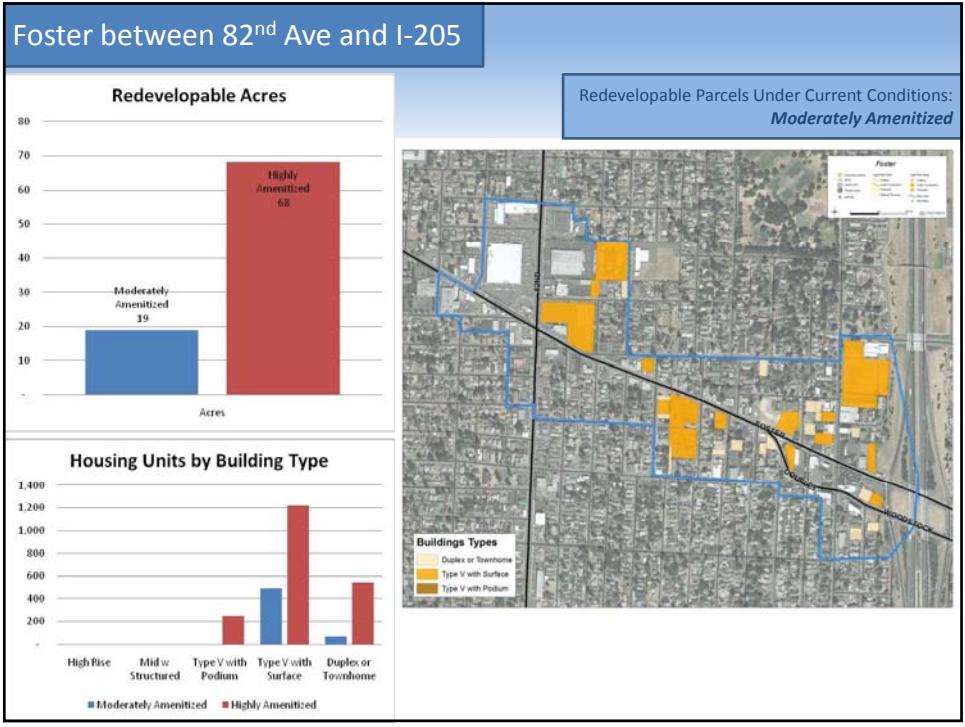 Foster between 82nd Ave and I-205
Redevelopable Parcels Under Current Conditions:
Moderately Amenitized
Redevelopable Acres
80
70
60
50
40
30
20
10
-
Moderately
Amenitized
19
Highly
Amenitized
68
Acres
Housing Units by Building Type
1,400
1,200
1,000
800
600
400
200
-
High Rise
Mid w
Structured
Type V with
Podium
Type V with
Surface
Duplex or
Townhome
Moderately Amenitized
Highly Amenitized
Foster
82ND
FOSTER
WOODSTOCK
Buildings Types
Duplex or Townhome
Type V with Surface
Type V with Podium